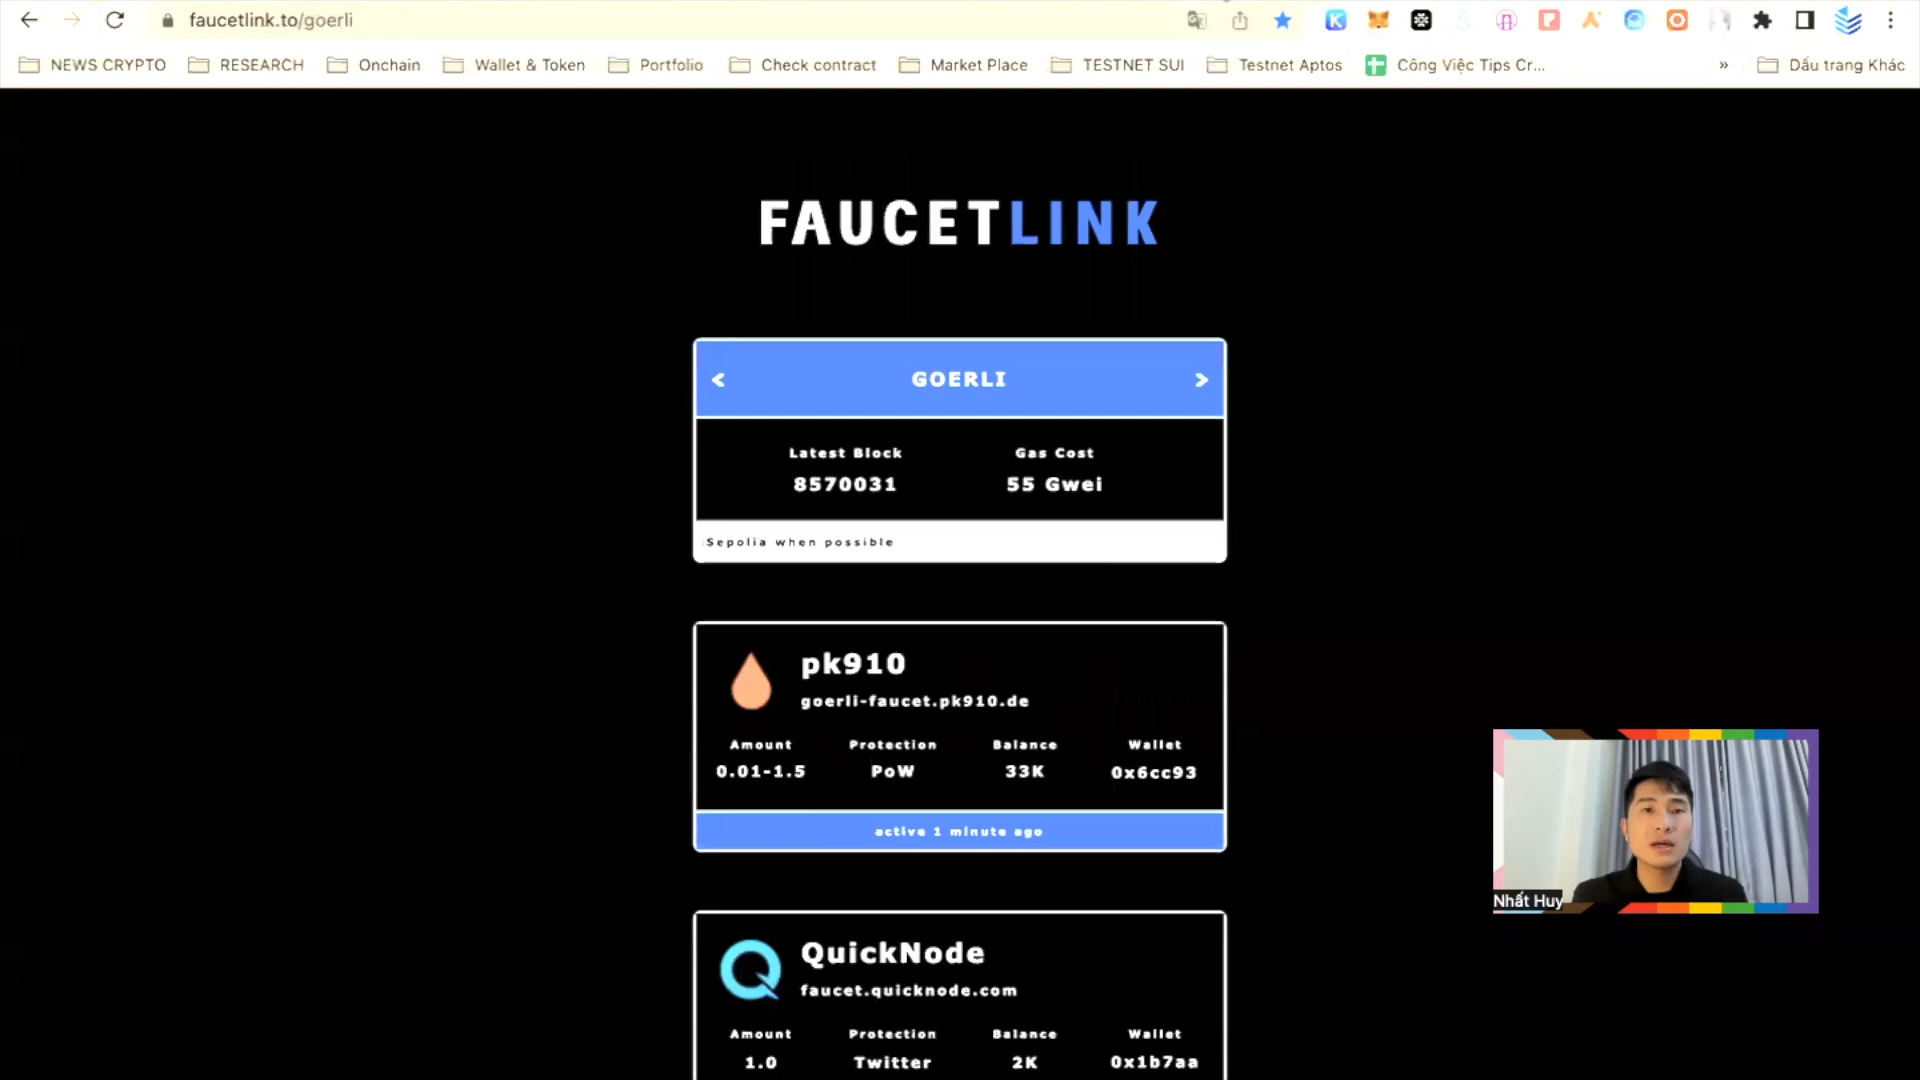 faucetlink.to/goerli
NEWS CRYPTO
RESEARCH
Onchain
Wallet & Token
Portfolio
Check contract
Market Place
TESTNET SUI
Testnet Aptos
Công Việc Tips Cr...
»
Dấu trang Khác
FAUCETLINK
< GOERLI >
Latest Block
Gas Cost
8570031
55 Gwei
Sepolia when possible
pk910
goerli-faucet.pk910.de
Amount
Protection
Balance
Wallet
0.01-1.5
PoW
33K
0x6cc93
active 1 minute ago
QuickNode
faucet.quicknode.com
Amount
Protection
Balance
Wallet
1.0
Twitter
2K
0x1b7aa
Nhất Huy